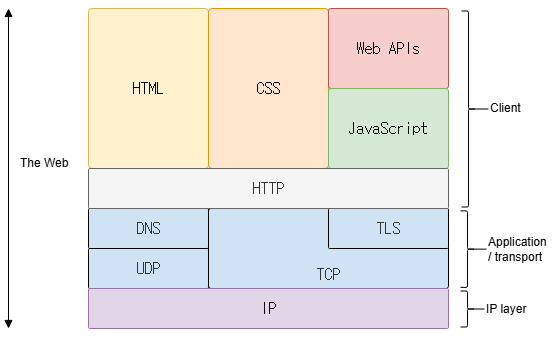 The Web
HTML
CSS
Web APIs
JavaScript
Client
HTTP
DNS
UDP
TLS
TCP
Application
/ transport
IP
IP layer